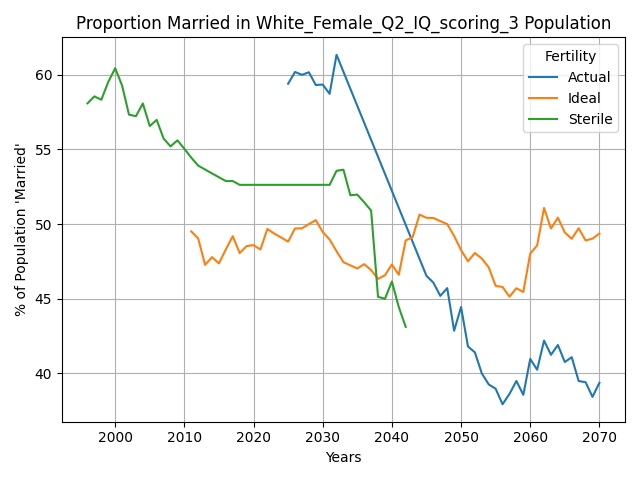 Proportion Married in White_Female_Q2_IQ_scoring_3 Population
Fertility
Actual
Ideal
Sterile
% of Population 'Married'
60
55
50
45
40
2000
2010
2020
2030
2040
2050
2060
2070
Years